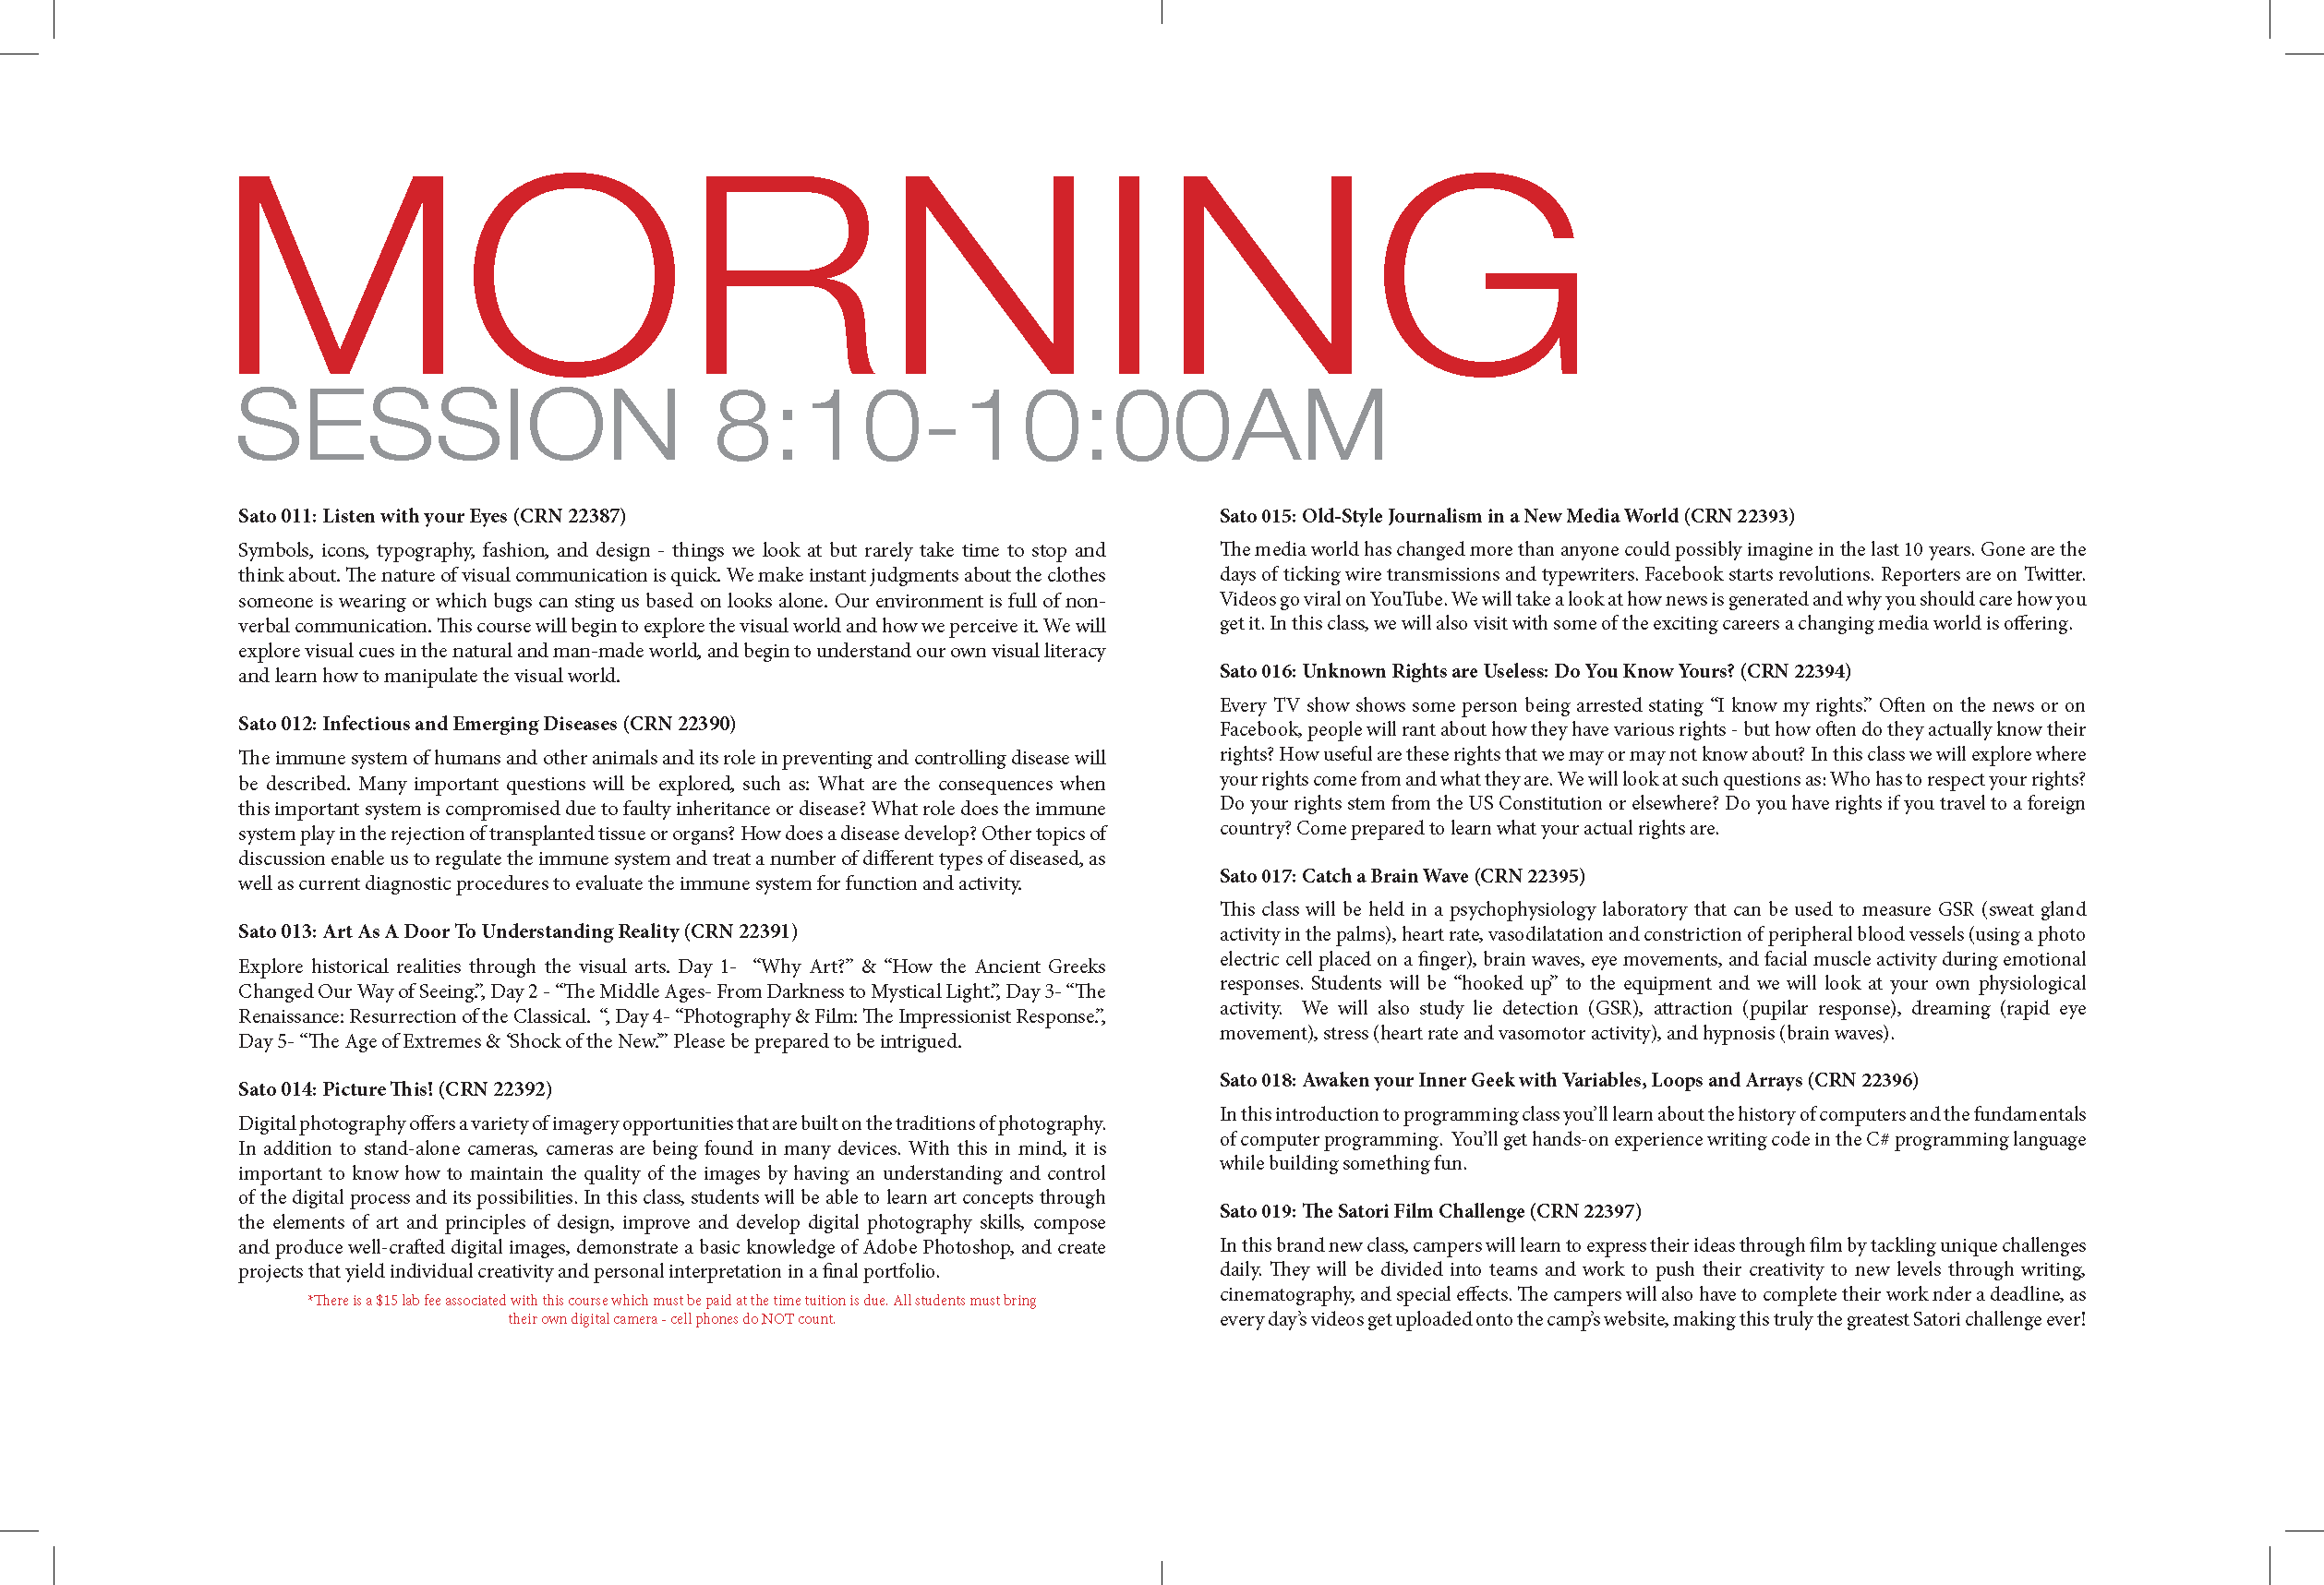 MORNING
SESSION 8:10-10:00AM
Sato 011: Listen with your Eyes (CRN 22387)
Symbols, icons, typography, fashion, and design - things we look at but rarely take time to stop and
think about. The nature of visual communication is quick. We make instant judgments about the clothes
someone is wearing or which bugs can sting us based on looks alone. Our environment is full of non-
verbal communication. This course will begin to explore the visual world and how we perceive it. We will
explore visual cues in the natural and man-made world, and begin to understand our own visual literacy
and learn how to manipulate the visual world.
Sato 012: Infectious and Emerging Diseases (CRN 22390)
The immune system of humans and other animals and its role in preventing and controlling disease will
be described. Many important questions will be explored, such as: What are the consequences when
this important system is compromised due to faulty inheritance or disease? What role does the immune
system play in the rejection of transplanted tissue or organs? How does a disease develop? Other topics of
discussion enable us to regulate the immune system and treat a number of different types of diseased, as
well as current diagnostic procedures to evaluate the immune system for function and activity.
Sato 013: Art As A Door To Understanding Reality (CRN 22391)
Explore historical realities through the visual arts. Day 1- “Why Art?” & “How the Ancient Greeks
Changed Our Way of Seeing.”, Day 2 - “The Middle Ages- From Darkness to Mystical Light.”, Day 3- “The
Renaissance: Resurrection of the Classical. “, Day 4- “Photography & Film: The Impressionist Response.”,
Day 5- “The Age of Extremes & ‘Shock of the New.’” Please be prepared to be intrigued.
Sato 014: Picture This! (CRN 22392)
Digital photography offers a variety of imagery opportunities that are built on the traditions of photography.
In addition to stand-alone cameras, cameras are being found in many devices. With this in mind, it is
important to know how to maintain the quality of the images by having an understanding and control
of the digital process and its possibilities. In this class, students will be able to learn art concepts through
the elements of art and principles of design, improve and develop digital photography skills, compose
and produce well-crafted digital images, demonstrate a basic knowledge of Adobe Photoshop, and create
projects that yield individual creativity and personal interpretation in a final portfolio.
*There is a $15 lab fee associated with this course which must be paid at the time tuition is due. All students must bring
their own digital camera - cell phones do NOT count.
Sato 015: Old-Style Journalism in a New Media World (CRN 22393)
The media world has changed more than anyone could possibly imagine in the last 10 years. Gone are the
days of ticking wire transmissions and typewriters. Facebook starts revolutions. Reporters are on Twitter.
Videos go viral on YouTube. We will take a look at how news is generated and why you should care how you
get it. In this class, we will also visit with some of the exciting careers a changing media world is offering.
Sato 016: Unknown Rights are Useless: Do You Know Yours? (CRN 22394)
Every TV show shows some person being arrested stating “I know my rights.” Often on the news or on
Facebook, people will rant about how they have various rights - but how often do they actually know their
rights? How useful are these rights that we may or may not know about? In this class we will explore where
your rights come from and what they are. We will look at such questions as: Who has to respect your rights?
Do your rights stem from the US Constitution or elsewhere? Do you have rights if you travel to a foreign
country? Come prepared to learn what your actual rights are.
Sato 017: Catch a Brain Wave (CRN 22395)
This class will be held in a psychophysiology laboratory that can be used to measure GSR (sweat gland
activity in the palms), heart rate, vasodilatation and constriction of peripheral blood vessels (using a photo
electric cell placed on a finger), brain waves, eye movements, and facial muscle activity during emotional
responses. Students will be “hooked up” to the equipment and we will look at your own physiological
activity. We will also study lie detection (GSR), attraction (pupilar response), dreaming (rapid eye
movement), stress (heart rate and vasomotor activity), and hypnosis (brain waves).
Sato 018: Awaken your Inner Geek with Variables, Loops and Arrays (CRN 22396)
In this introduction to programming class you’ll learn about the history of computers and the fundamentals
of computer programming. You’ll get hands-on experience writing code in the C# programming language
while building something fun.
Sato 019: The Satori Film Challenge (CRN 22397)
In this brand new class, campers will learn to express their ideas through film by tackling unique challenges
daily. They will be divided into teams and work to push their creativity to new levels through writing,
cinematography, and special effects. The campers will also have to complete their work nder a deadline, as
every day’s videos get uploaded onto the camp’s website, making this truly the greatest Satori challenge ever!